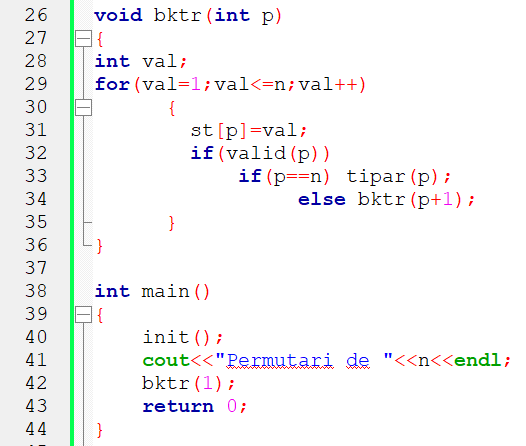 26 void bktr(int p)
27 {
28 int val;
29 for(val=1;val<=n;val++)
30 {
31 st[p]=val;
32 if(valid(p))
33 if(p==n) tipar(p);
34 else bktr(p+1);
35 }
36 }
37
38 int main()
39 {
40 init();
41 cout<<"Permutari de "<<n<<endl;
42 bktr(1);
43 return 0;
44 }